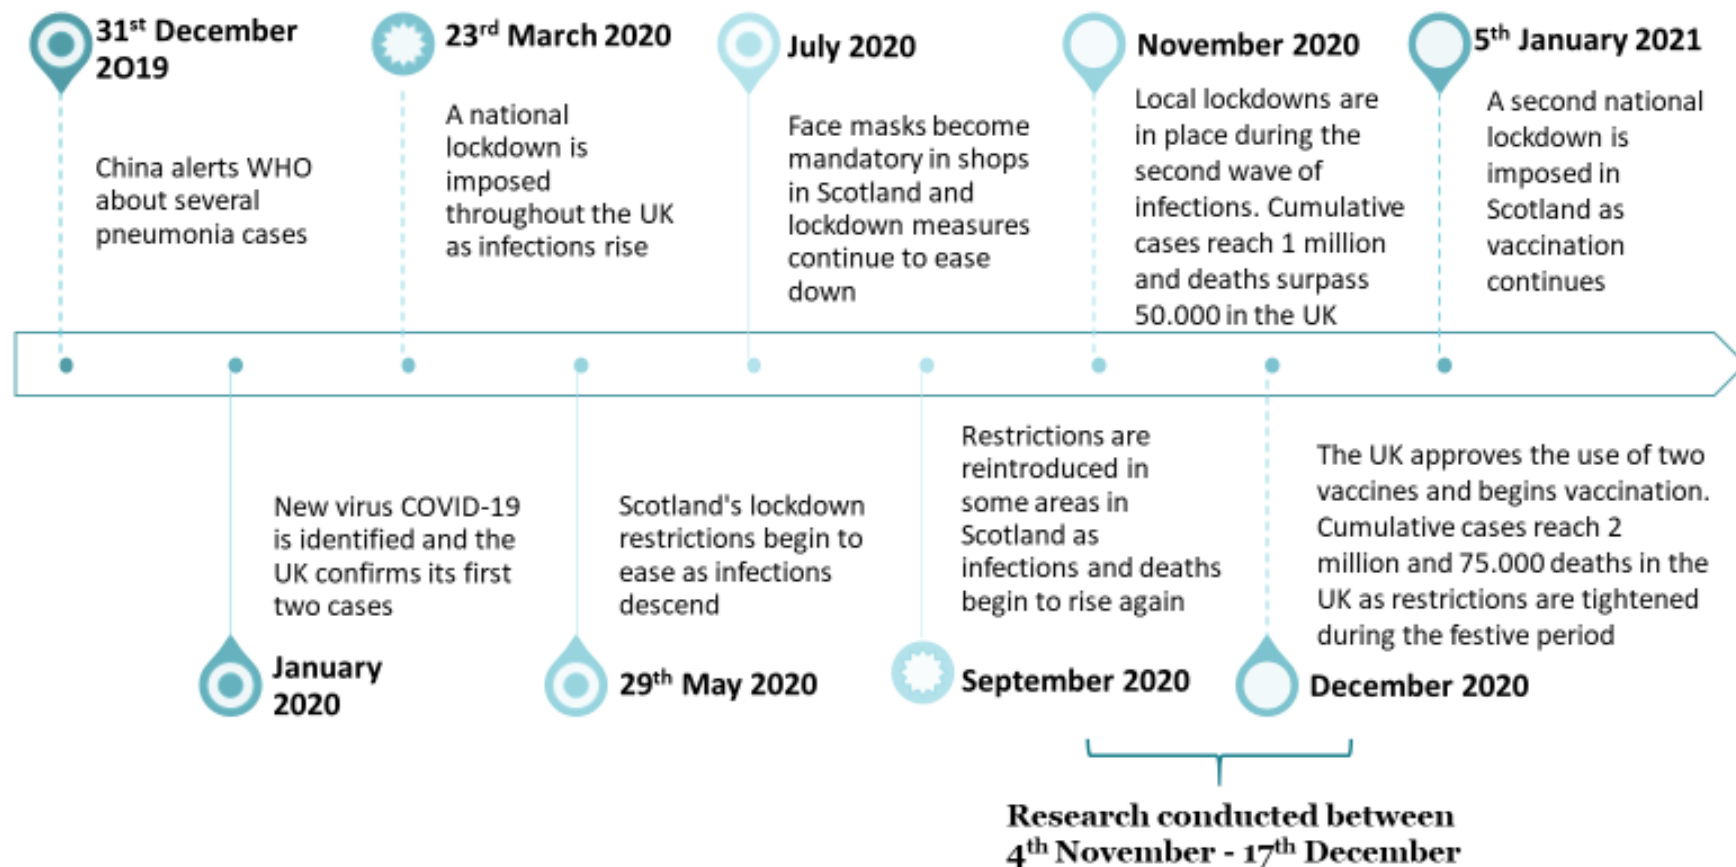 31st December
2O19
China alerts WHO
about several
pneumonia cases
23rd March 2020
A national
lockdown is
imposed
throughout the UK
as infections rise
July 2020
Face masks become
mandatory in shops
in Scotland and
lockdown measures
continue to ease
down
November 2020
Local lockdowns are
in place during the
second wave of
infections. Cumulative
cases reach 1 million
and deaths surpass
50.000 in the UK
5th January 2021
A second national
lockdown is
imposed in
Scotland as
vaccination
continues
New virus COVID-19
is identified and the
UK confirms its first
two cases
January
2020
Scotland's lockdown
restrictions begin to
ease as infections
descend
29th May 2020
Restrictions are
reintroduced in
some areas in
Scotland as
infections and deaths
begin to rise again
September 2020
The UK approves the use of two
vaccines and begins vaccination.
Cumulative cases reach 2
million and 75.000 deaths in the
UK as restrictions are tightened
during the festive period
December 2020
Research conducted between
4th November - 17th December